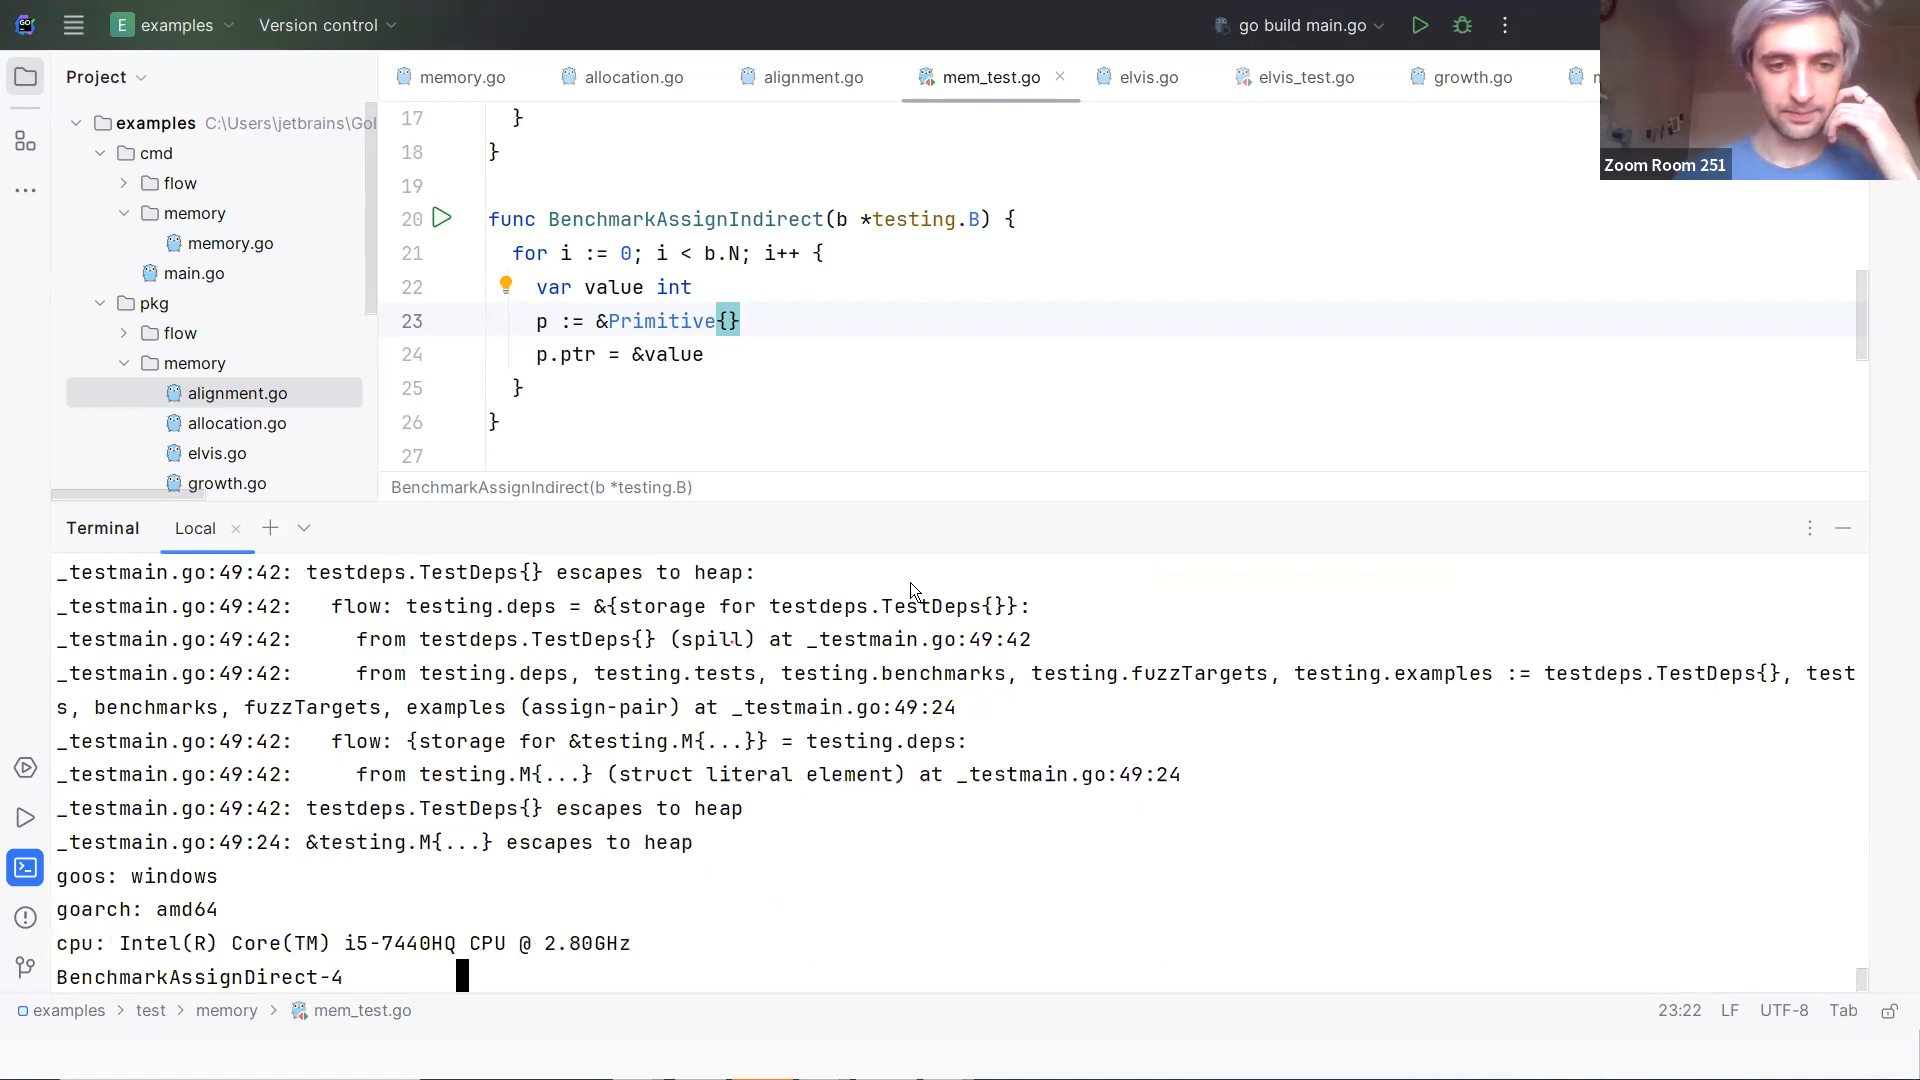 GO
E examples
Version control
go build main.go
Project
memory.go
allocation.go
alignment.go
mem_test.go
elvis.go
elvis_test.go
growth.go
Zoom Room 251
examples C:\Users\jetbrains\Gol
cmd
flow
memory
memory.go
main.go
pkg
flow
memory
alignment.go
allocation.go
elvis.go
growth.go
17 }
18 }
19
20 func BenchmarkAssignIndirect(b *testing.B) {
21 for i := 0; i < b.N; i++ {
22 var value int
23 p := &Primitive{}
24 p.ptr = &value
25 }
26 }
27
BenchmarkAssignIndirect(b *testing.B)
Terminal
Local
_testmain.go:49:42: testdeps.TestDeps{} escapes to heap:
_testmain.go:49:42: flow: testing.deps = &{storage for testdeps.TestDeps{}}:
_testmain.go:49:42: from testdeps.TestDeps{} (spill) at _testmain.go:49:42
_testmain.go:49:42: from testing.deps, testing.tests, testing.benchmarks, testing.fuzzTargets, testing.examples := testdeps.TestDeps{}, test
s, benchmarks, fuzzTargets, examples (assign-pair) at _testmain.go:49:24
_testmain.go:49:42: flow: {storage for &testing.M{...}} = testing.deps:
_testmain.go:49:42: from testing.M{...} (struct literal element) at _testmain.go:49:24
_testmain.go:49:42: testdeps.TestDeps{} escapes to heap
_testmain.go:49:24: &testing.M{...} escapes to heap
goos: windows
goarch: amd64
cpu: Intel(R) Core(TM) i5-7440HQ CPU @ 2.80GHz
BenchmarkAssignDirect-4
examples > test > memory > mem_test.go
23:22
LF
UTF-8
Tab